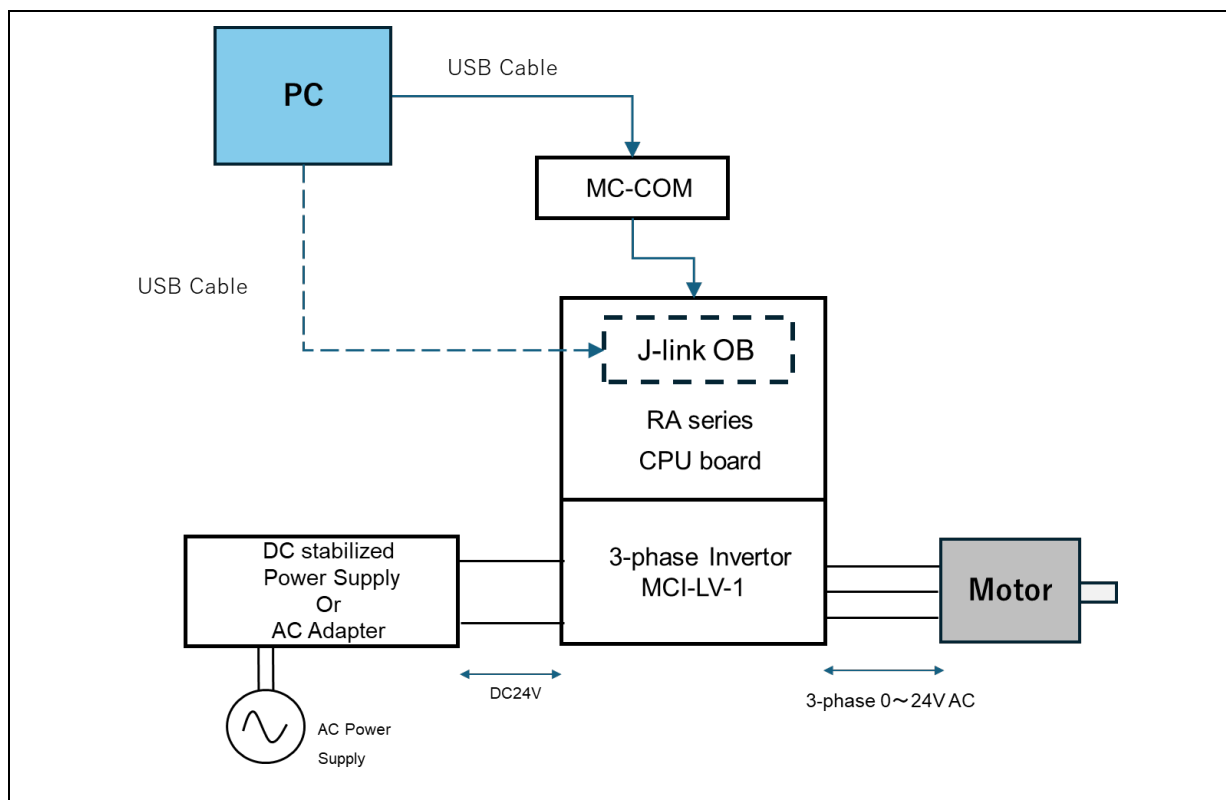 PC
USB Cable
MC-COM
USB Cable
J-link OB
RA series
CPU board
DC stabilized
Power Supply
Or
AC Adapter
3-phase Invertor
MCI-LV-1
Motor
DC24V
3-phase 0～24V AC
AC Power
Supply